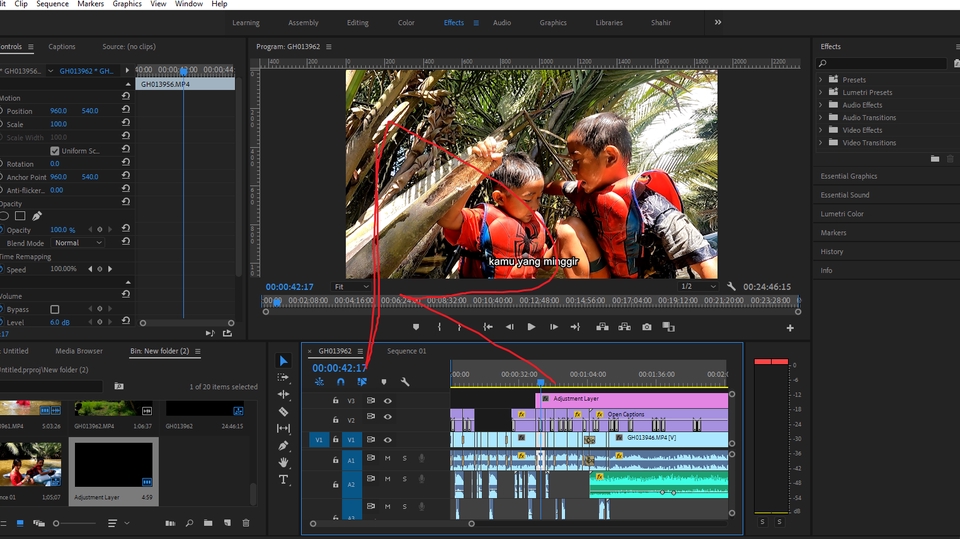 Clip Sequence Markers Graphics View Window Help
Learning Assembly Editing Color Effects Audio Graphics Libraries Shahir
Controls Captions Source: (no clips)
* GH013956... GH013962 * GH...
:00:00 00:00:00:44
GH013956.MP4
Motion
Position 960.0 540.0
Scale 100.0
Scale Width 100.0
Uniform Sc...
Rotation 0.0
Anchor Point 960.0 540.0
Anti-flicker... 0.00
Opacity
Opacity 100.0 %
Blend Mode Normal
Time Remapping
Speed 100.00%
Volume
Bypass
Level 6.0 dB
:17
Program: GH013962
kamu yang minggir
00:00:42:17 Fit 1/2 00:24:46:15
:00:00 00:02:08:00 00:04:16:00 00:08:32:00 00:10:40:00 00:12:48:00 00:14:56:00 00:17:04:00 00:19:12:00 00:21:20:00 00:23:28:00
Effects
Presets
Lumetri Presets
Audio Effects
Audio Transitions
Video Effects
Video Transitions
Essential Graphics
Essential Sound
Lumetri Color
Markers
History
Info
Untitled Media Browser Bin: New folder (2)
Untitled.prproj\New folder (2)
1 of 20 items selected
5:03:26 GH013962.MP4 1:06:37 GH013962 24:46:15
Sequence 01 1:05:07 Adjustment Layer 4:59
× GH013962 Sequence 01
00:00:42:17
:00:00 00:00:32:00 00:01:04:00 00:01:36:00 00:02:0
V3 Adjustment Layer
V2 Open Captions
V1 V1 GH013946.MP4 [V]
A1 M S
A2 M S
A3 M S
0
-6
-12
-18
-24
-30
-36
-42
-48
-54
dB
S S